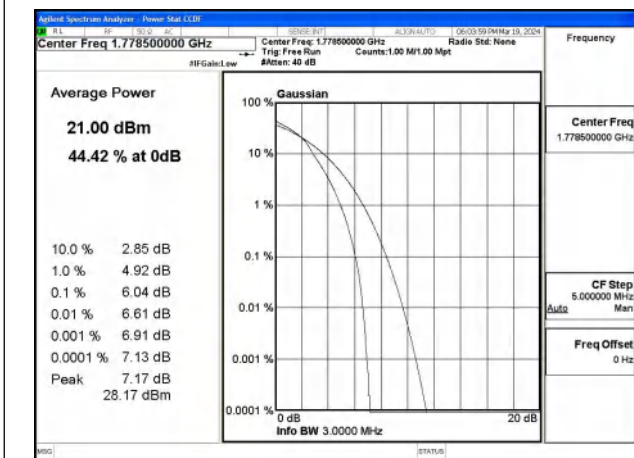 Agilent Spectrum Analyzer - Power Stat CCDF
RL RF 50 Ω AC SENSE:INT ALIGN AUTO 06:03:59 PM Mar 19, 2024
Center Freq 1.778500000 GHz
Center Freq: 1.778500000 GHz Radio Std: None
Trig: Free Run Counts:1.00 M/1.00 Mpt
#IFGain:Low #Atten: 40 dB
Frequency
Average Power
21.00 dBm
44.42 % at 0dB
10.0 % 2.85 dB
1.0 % 4.92 dB
0.1 % 6.04 dB
0.01 % 6.61 dB
0.001 % 6.91 dB
0.0001 % 7.13 dB
Peak 7.17 dB
28.17 dBm
Gaussian
100 %
10 %
1 %
0.1 %
0.01 %
0.001 %
0.0001 %
0 dB 20 dB
Info BW 3.0000 MHz
Center Freq
1.778500000 GHz
CF Step
5.000000 MHz
Auto Man
Freq Offset
0 Hz
MSG STATUS